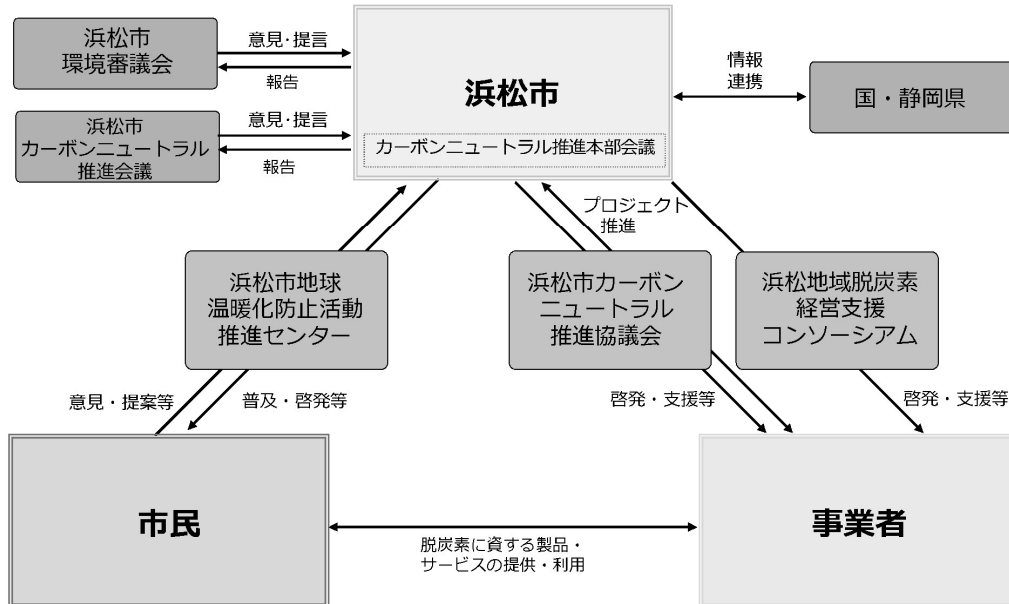 浜松市
環境審議会
意見・提言
報告
浜松市
カーボンニュートラル
推進会議
意見・提言
報告
浜松市
カーボンニュートラル推進本部会議
情報
連携
国・静岡県
プロジェクト
推進
浜松市地球
温暖化防止活動
推進センター
浜松市カーボン
ニュートラル
推進協議会
浜松地域脱炭素
経営支援
コンソーシアム
意見・提案等
普及・啓発等
啓発・支援等
啓発・支援等
市民
事業者
脱炭素に資する製品・
サービスの提供・利用